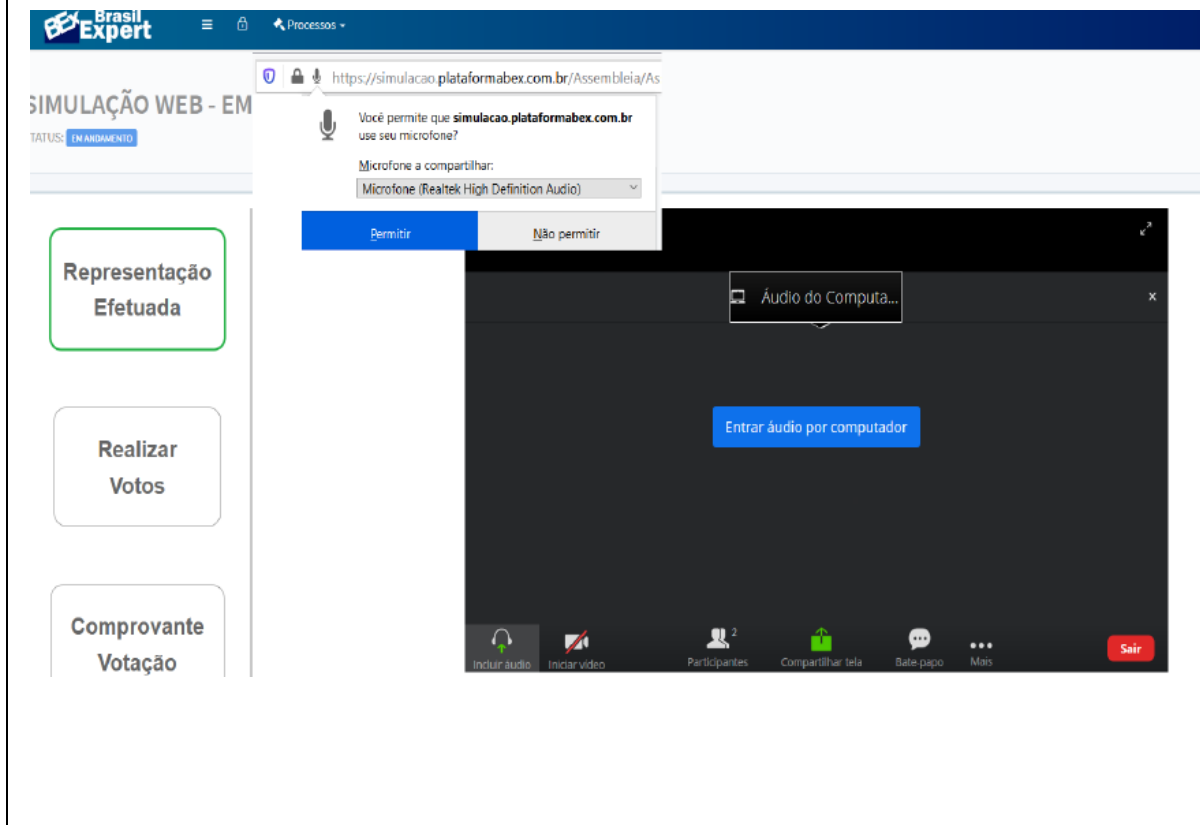 BEX Brasil
Expert
Processos
https://simulacao.plataformabex.com.br/Assembleia/As
SIMULAÇÃO WEB - EM
TATUS: EM ANDAMENTO
Você permite que simulacao.plataformabex.com.br
use seu microfone?
Microfone a compartilhar:
Microfone (Realtek High Definition Audio)
Permitir
Não permitir
Representação
Efetuada
Áudio do Computa...
x
Entrar áudio por computador
Realizar
Votos
Comprovante
Votação
Incluir áudio
Iniciar vídeo
Participantes
2
Compartilhar tela
Bate-papo
Mais
Sair